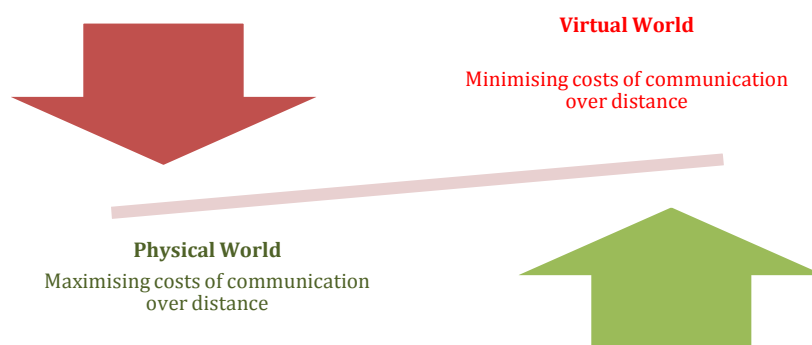 Virtual World
Minimising costs of communication
over distance
Physical World
Maximising costs of communication
over distance